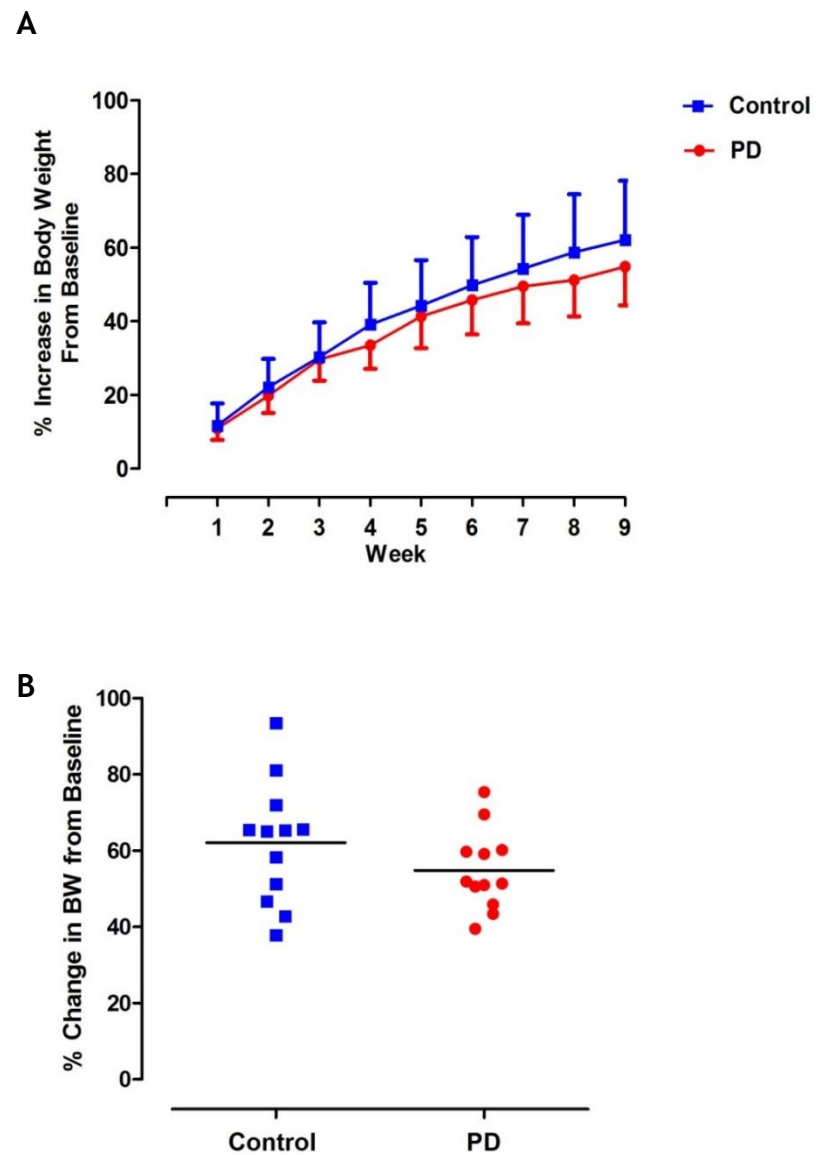 A
100
80
60
40
20
0
% Increase in Body Weight
From Baseline
Control
PD
1 2 3 4 5 6 7 8 9
Week
B
100
80
60
40
20
0
% Change in BW from Baseline
Control PD